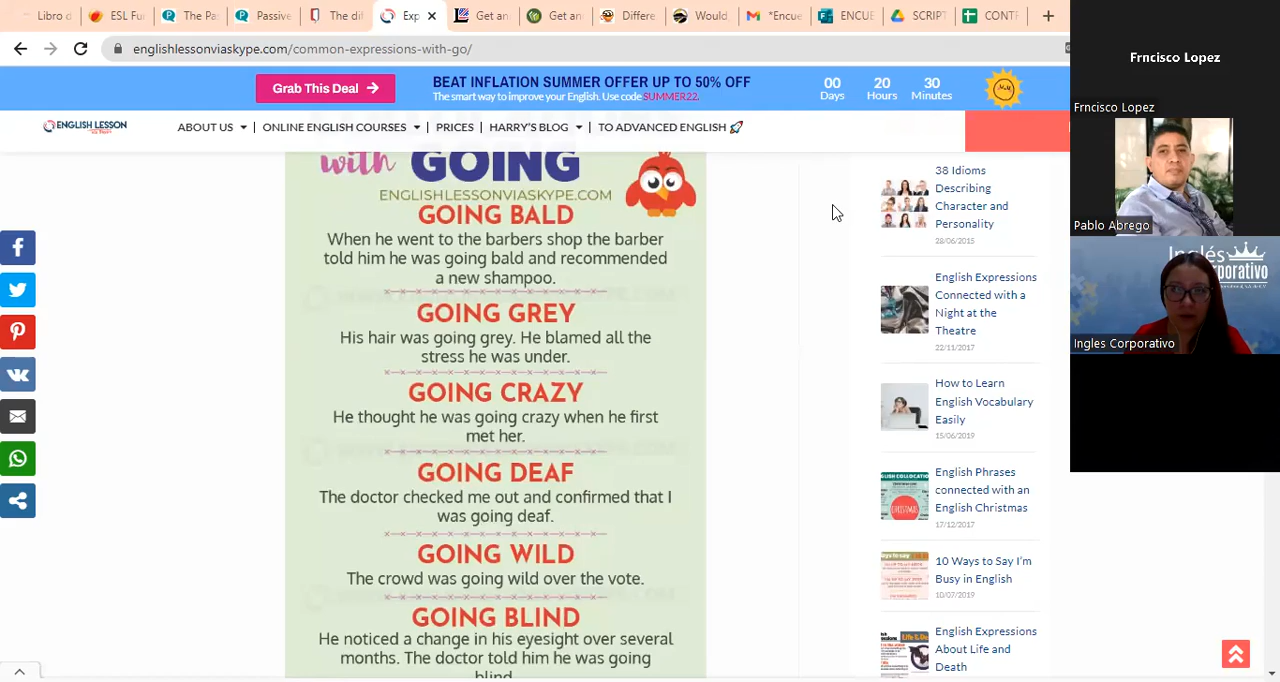 Libro d
ESL Fu
The Pa
Passive
The di
Exp
Get an
Get an
Differe
Would
*Encue
ENCUE
SCRIPT
CONT
englishlessonviaskype.com/common-expressions-with-go/
Grab This Deal
BEAT INFLATION SUMMER OFFER UP TO 50% OFF
The smart way to improve your English. Use code SUMMER22.
00 20 30
Days Hours Minutes
ENGLISH LESSON
ABOUT US
ONLINE ENGLISH COURSES
PRICES
HARRY'S BLOG
TO ADVANCED ENGLISH
with GOING
ENGLISHLESSONVIASKYPE.COM
GOING BALD
When he went to the barbers shop the barber
told him he was going bald and recommended
a new shampoo.
GOING GREY
His hair was going grey. He blamed all the
stress he was under.
GOING CRAZY
He thought he was going crazy when he first
met her.
GOING DEAF
The doctor checked me out and confirmed that I
was going deaf.
GOING WILD
The crowd was going wild over the vote.
GOING BLIND
He noticed a change in his eyesight over several
months. The doctor told him he was going
blind
38 Idioms
Describing
Character and
Personality
28/06/2015
English Expressions
Connected with a
Night at the
Theatre
22/11/2017
How to Learn
English Vocabulary
Easily
15/06/2019
English Phrases
connected with an
English Christmas
17/12/2017
10 Ways to Say I'm
Busy in English
10/07/2019
English Expressions
About Life and
Death
Frncisco Lopez
Frncisco Lopez
Pablo Abrego
Inglés
orporativo
Ingles Corporativo